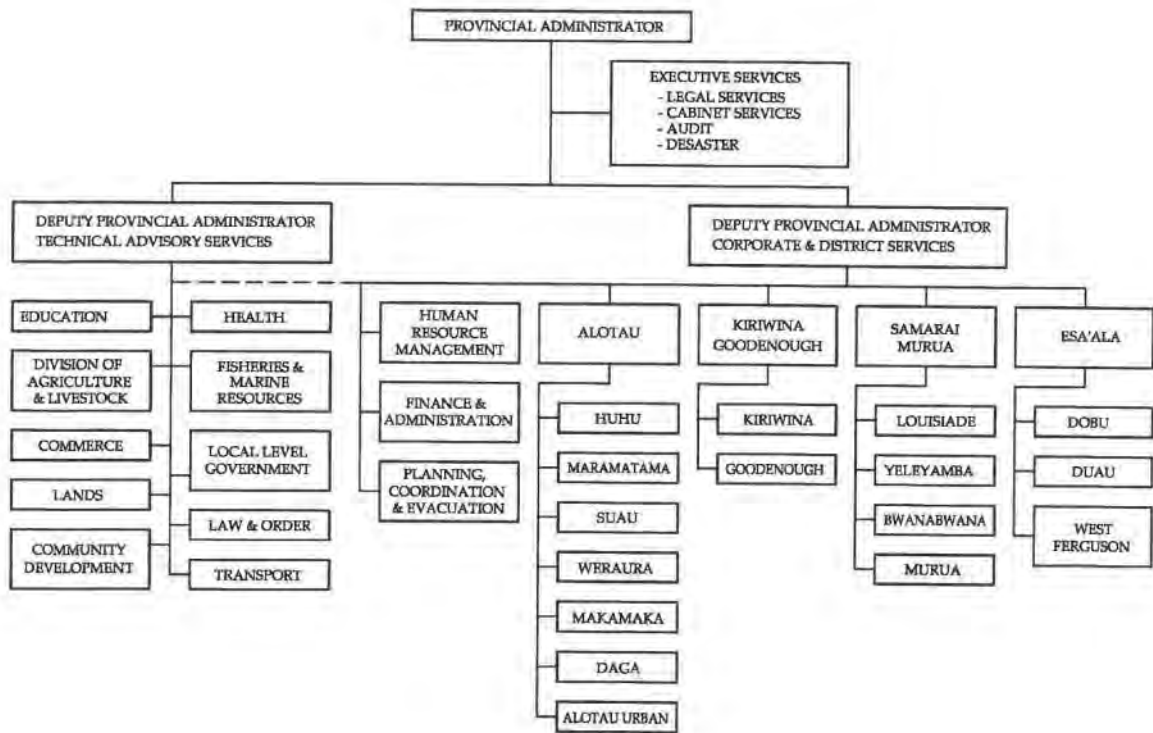 PROVINCIAL ADMINISTRATOR
EXECUTIVE SERVICES
- LEGAL SERVICES
- CABINET SERVICES
- AUDIT
- DESASTER
DEPUTY PROVINCIAL ADMINISTRATOR
TECHNICAL ADVISORY SERVICES
DEPUTY PROVINCIAL ADMINISTRATOR
CORPORATE & DISTRICT SERVICES
EDUCATION
DIVISION OF
AGRICULTURE
& LIVESTOCK
COMMERCE
LANDS
COMMUNITY
DEVELOPMENT
HEALTH
FISHERIES &
MARINE
RESOURCES
LOCAL LEVEL
GOVERNMENT
LAW & ORDER
TRANSPORT
HUMAN
RESOURCE
MANAGEMENT
FINANCE &
ADMINISTRATION
PLANNING,
COORDINATION
& EVACUATION
ALOTAU
HUHU
MARAMATAMA
SUAU
WERAURA
MAKAMAKA
DAGA
ALOTAU URBAN
KIRIWINA
GOODENOUGH
KIRIWINA
GOODENOUGH
SAMARAI
MURUA
LOUISIADE
YELEYAMBA
BWANABWANA
MURUA
ESA'ALA
DOBU
DUAU
WEST
FERGUSON